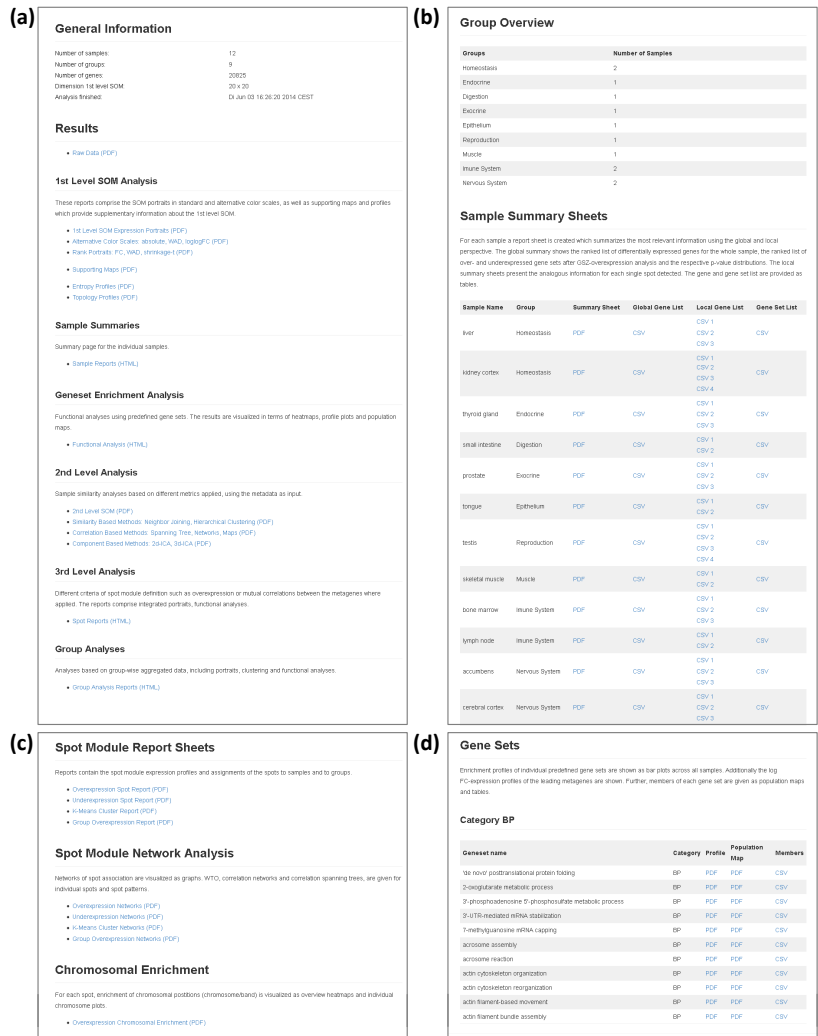 (a)
General Information
Number of samples: 12
Number of groups: 9
Number of genes: 20825
Dimension 1st level SOM 20 x 20
Analysis finished: Di Jun 03 16:26:20 2014 CEST
Results
• Raw Data (PDF)
1st Level SOM Analysis
These reports comprise the SOM portraits in standard and alternative color scales, as well as supporting maps and profiles
which provide supplementary information about the 1st level SOM.
• 1st Level SOM Expression Portraits (PDF)
• Alternative Color Scales: absolute, WAD, loglogFC (PDF)
• Rank Portraits: FC, WAD, shrinkage-t (PDF)
• Supporting Maps (PDF)
• Entropy Profiles (PDF)
• Topology Profiles (PDF)
Sample Summaries
Summary page for the individual samples.
• Sample Reports (HTML)
Geneset Enrichment Analysis
Functional analyses using predefined gene sets. The results are visualized in terms of heatmaps, profile plots and population
maps.
• Functional Analysis (HTML)
2nd Level Analysis
Sample similarity analyses based on different metrics applied, using the metadata as input.
• 2nd Level SOM (PDF)
• Similarity Based Methods: Neighbor Joining, Hierarchical Clustering (PDF)
• Correlation Based Methods: Spanning Tree, Networks, Maps (PDF)
• Component Based Methods: 2d-ICA, 3d-ICA (PDF)
3rd Level Analysis
Different criteria of spot module definition such as overexpression or mutual correlations between the metagenes where
applied. The reports comprise integrated portraits, functional analyses.
• Spot Reports (HTML)
Group Analyses
Analyses based on group-wise aggregated data, including portraits, clustering and functional analyses.
• Group Analysis Reports (HTML)
(b)
Group Overview
Groups Number of Samples
Homeostasis 2
Endocrine 1
Digestion 1
Exocrine 1
Epithelium 1
Reproduction 1
Muscle 1
Imune System 2
Nervous System 2
Sample Summary Sheets
For each sample a report sheet is created which summarizes the most relevant information using the global and local
perspective. The global summary shows the ranked list of differentially expressed genes for the whole sample, the ranked list of
over- and underexpressed gene sets after GSZ-overexpression analysis and the respective p-value distributions. The local
summary sheets present the analogous information for each single spot detected. The gene and gene set list are provided as
tables.
Sample Name Group Summary Sheet Global Gene List Local Gene List Gene Set List
CSV 1
liver Homeostasis PDF CSV CSV 2 CSV
CSV 3
CSV 1
CSV 2
kidney cortex Homeostasis PDF CSV CSV 3 CSV
CSV 4
CSV 1
thyroid gland Endocrine PDF CSV CSV 2 CSV
CSV 3
small intestine Digestion PDF CSV CSV 1 CSV
CSV 2
CSV 1
prostate Exocrine PDF CSV CSV 2 CSV
CSV 3
tongue Epithelium PDF CSV CSV 1 CSV
CSV 2
CSV 1
CSV 2
testis Reproduction PDF CSV CSV 3 CSV
CSV 4
skeletal muscle Muscle PDF CSV CSV 1 CSV
CSV 2
CSV 1
bone marrow Imune System PDF CSV CSV 2 CSV
CSV 3
lymph node Imune System PDF CSV CSV 1 CSV
CSV 2
CSV 1
accumbens Nervous System PDF CSV CSV 2 CSV
CSV 3
CSV 1
cerebral cortex Nervous System PDF CSV CSV 2 CSV
CSV 3
(c)
Spot Module Report Sheets
Reports contain the spot module expression profiles and assignments of the spots to samples and to groups.
• Overexpression Spot Report (PDF)
• Underexpression Spot Report (PDF)
• K-Means Cluster Report (PDF)
• Group Overexpression Report (PDF)
Spot Module Network Analysis
Networks of spot association are visualized as graphs. WTO, correlation networks and correlation spanning trees, are given for
individual spots and spot patterns.
• Overexpression Networks (PDF)
• Underexpression Networks (PDF)
• K-Means Cluster Networks (PDF)
• Group Overexpression Networks (PDF)
Chromosomal Enrichment
For each spot, enrichment of chromosomal postitions (chromosome/band) is visualized as overview heatmaps and individual
chromosome plots.
• Overexpression Chromosomal Enrichment (PDF)
(d)
Gene Sets
Enrichment profiles of individual predefined gene sets are shown as bar plots across all samples. Additionally the log
FC-expression profiles of the leading metagenes are shown. Further, members of each gene set are given as population maps
and tables.
Category BP
Geneset name Category Profile Population Map Members
'de novo' posttranslational protein folding BP PDF PDF CSV
2-oxoglutarate metabolic process BP PDF PDF CSV
3'-phosphoadenosine 5'-phosphosulfate metabolic process BP PDF PDF CSV
3'-UTR-mediated mRNA stabilization BP PDF PDF CSV
7-methylguanosine mRNA capping BP PDF PDF CSV
acrosome assembly BP PDF PDF CSV
acrosome reaction BP PDF PDF CSV
actin cytoskeleton organization BP PDF PDF CSV
actin cytoskeleton reorganization BP PDF PDF CSV
actin filament-based movement BP PDF PDF CSV
actin filament bundle assembly BP PDF PDF CSV